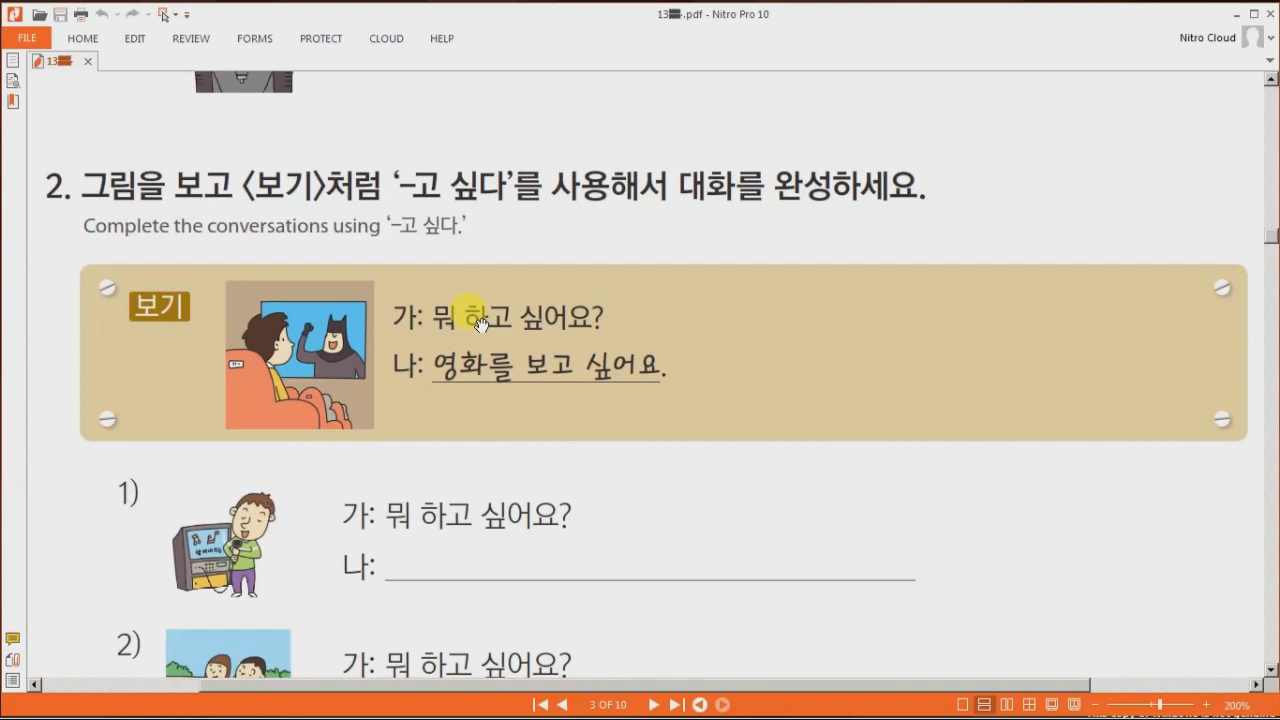 13 .pdf - Nitro Pro 10
FILE HOME EDIT REVIEW FORMS PROTECT CLOUD HELP Nitro Cloud
13
2. 그림을 보고 〈보기〉처럼 ‘-고 싶다’를 사용해서 대화를 완성하세요.
Complete the conversations using ‘-고 싶다.’
보기
가: 뭐 하고 싶어요?
나: 영화를 보고 싶어요.
1)
가: 뭐 하고 싶어요?
나:
2)
가: 뭐 하고 싶어요?
3 OF 10
200%